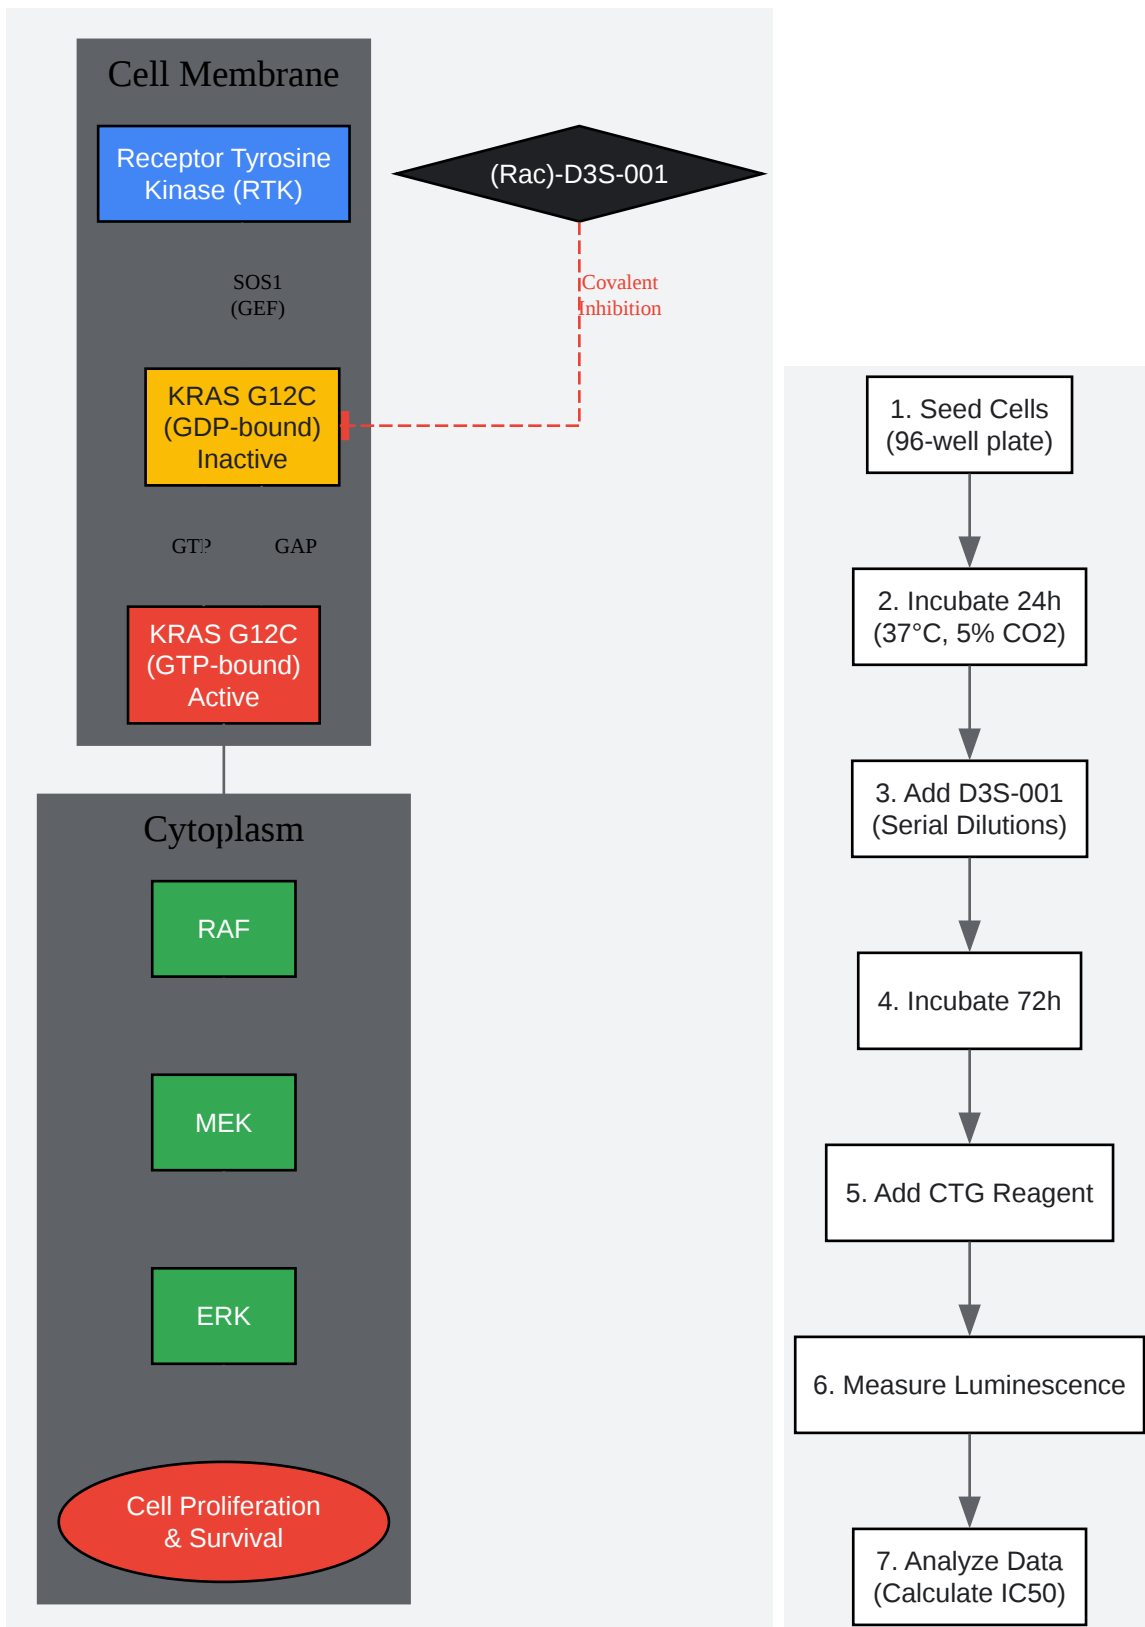 Cell Membrane
Receptor Tyrosine
Kinase (RTK)
(Rac)-D3S-001
SOS1
(GEF)
Covalent
Inhibition
KRAS G12C
(GDP-bound)
Inactive
GTP
GAP
KRAS G12C
(GTP-bound)
Active
Cytoplasm
RAF
MEK
ERK
Cell Proliferation
& Survival
1. Seed Cells
(96-well plate)
2. Incubate 24h
(37°C, 5% CO2)
3. Add D3S-001
(Serial Dilutions)
4. Incubate 72h
5. Add CTG Reagent
6. Measure Luminescence
7. Analyze Data
(Calculate IC50)